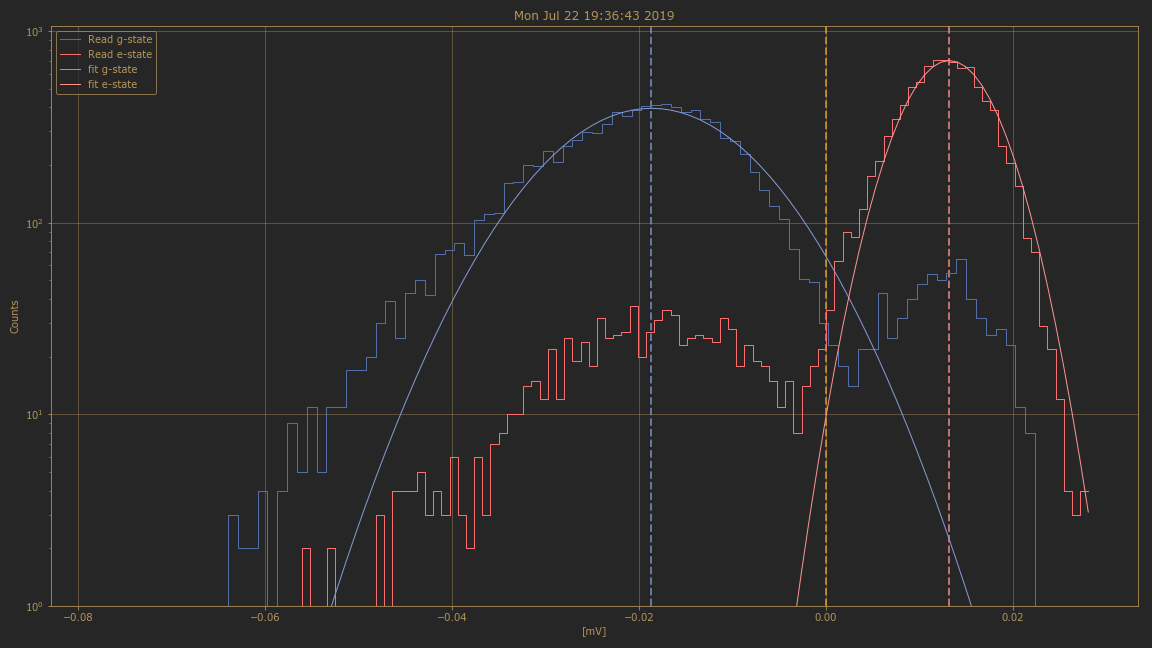 Mon Jul 22 19:36:43 2019
Read g-state
Read e-state
fit g-state
fit e-state
10³
10²
10¹
10⁰
Counts
−0.08 −0.06 −0.04 −0.02 0.00 0.02
[mV]